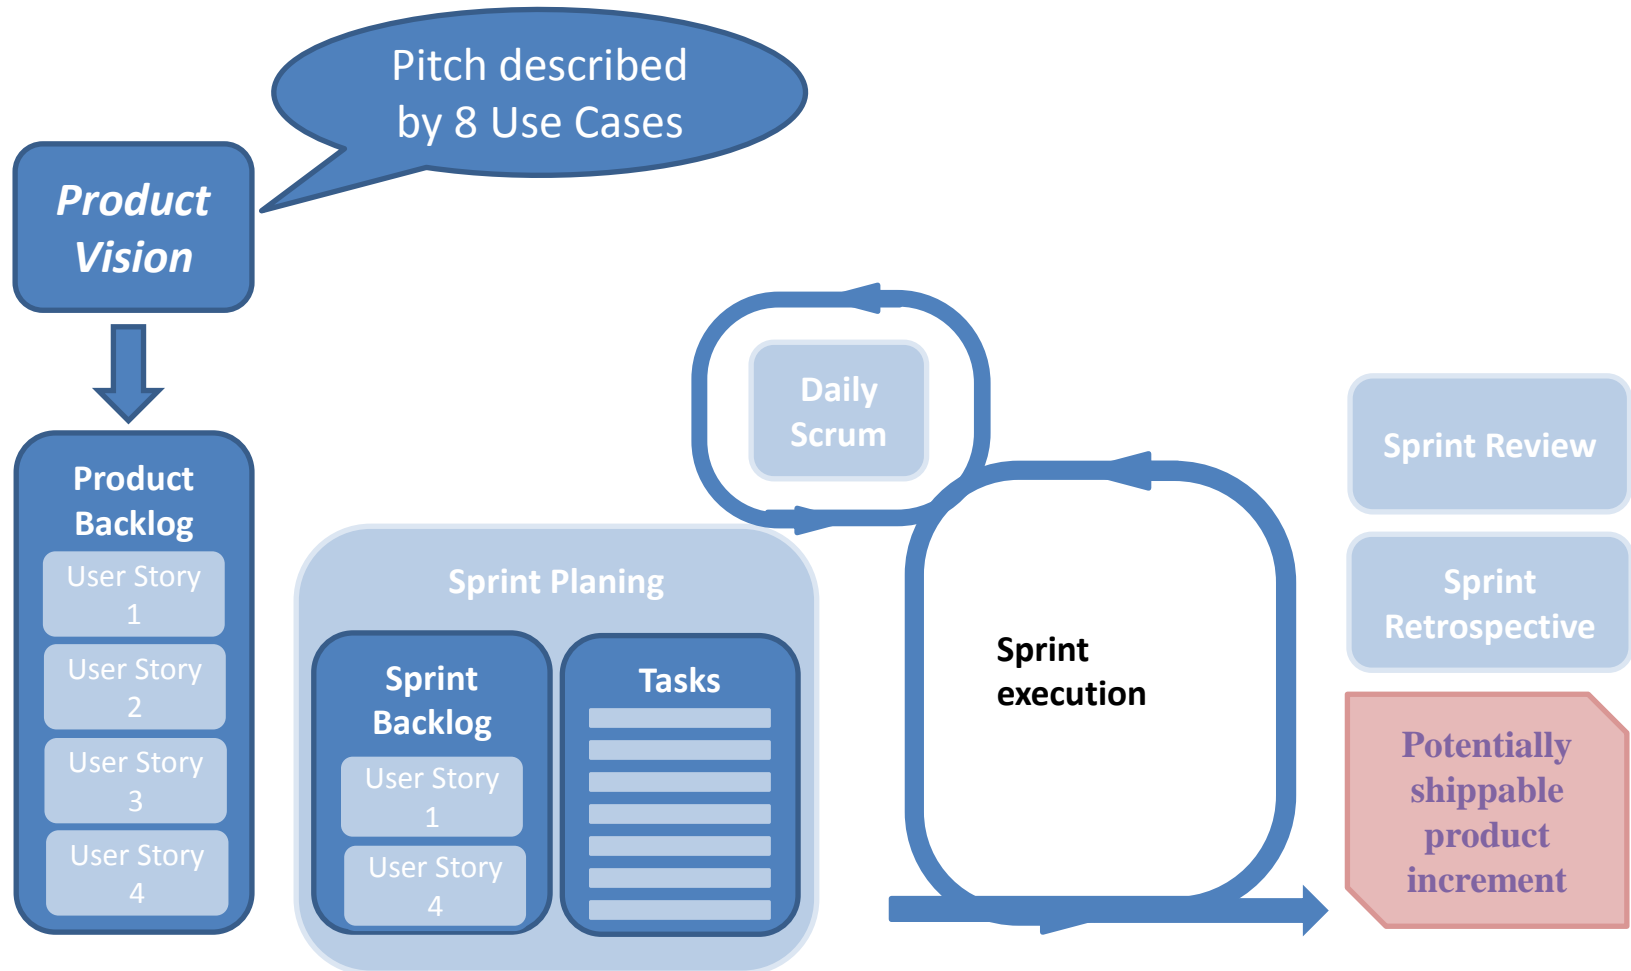 Pitch described
by 8 Use Cases
Product
Vision
Product
Backlog
User Story
1
User Story
2
User Story
3
User Story
4
Sprint Planing
Sprint
Backlog
User Story
1
User Story
4
Tasks
Daily
Scrum
Sprint
execution
Sprint Review
Sprint
Retrospective
Potentially
shippable
product
increment